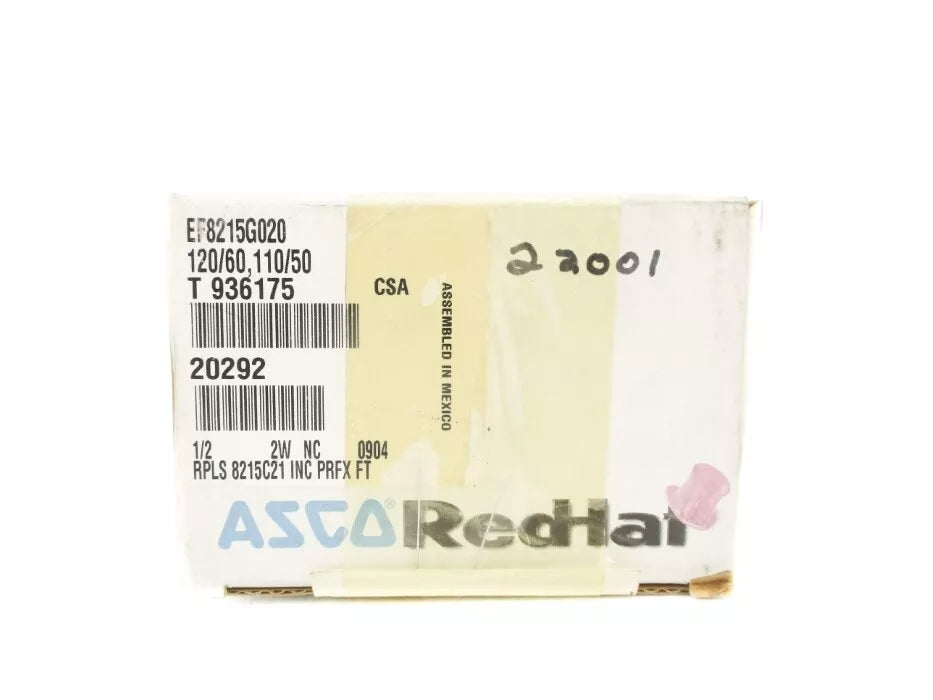 EF8215G020
120/60,110/50
T 936175
CSA
20292
1/2 2W NC 0904
RPLS 8215C21 INC PRFX FT
ASSEMBLED IN MEXICO
22001
ASCO® RedHat